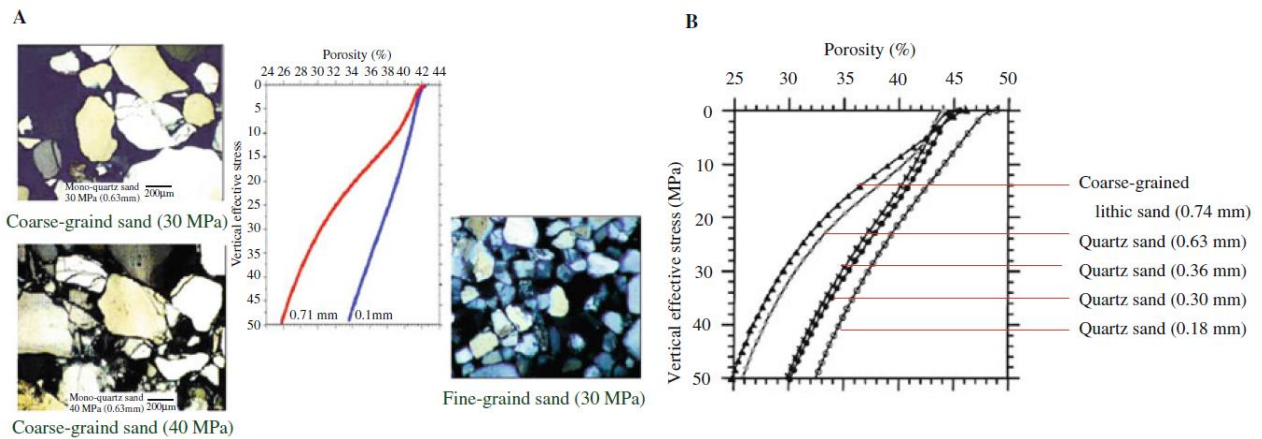 A
Mono-quartz sand
30 MPa (0.63mm)
200μm
Coarse-graind sand (30 MPa)
Mono-quartz sand
40 MPa (0.63mm)
200μm
Coarse-graind sand (40 MPa)
Porosity (%)
24 26 28 30 32 34 36 38 40 42 44
Vertical effective stress
0
5
10
15
20
25
30
35
40
45
50
0.71 mm
0.1mm
Fine-graind sand (30 MPa)
B
Porosity (%)
25 30 35 40 45 50
Vertical effective stress (MPa)
0
10
20
30
40
50
Coarse-grained
lithic sand (0.74 mm)
Quartz sand (0.63 mm)
Quartz sand (0.36 mm)
Quartz sand (0.30 mm)
Quartz sand (0.18 mm)